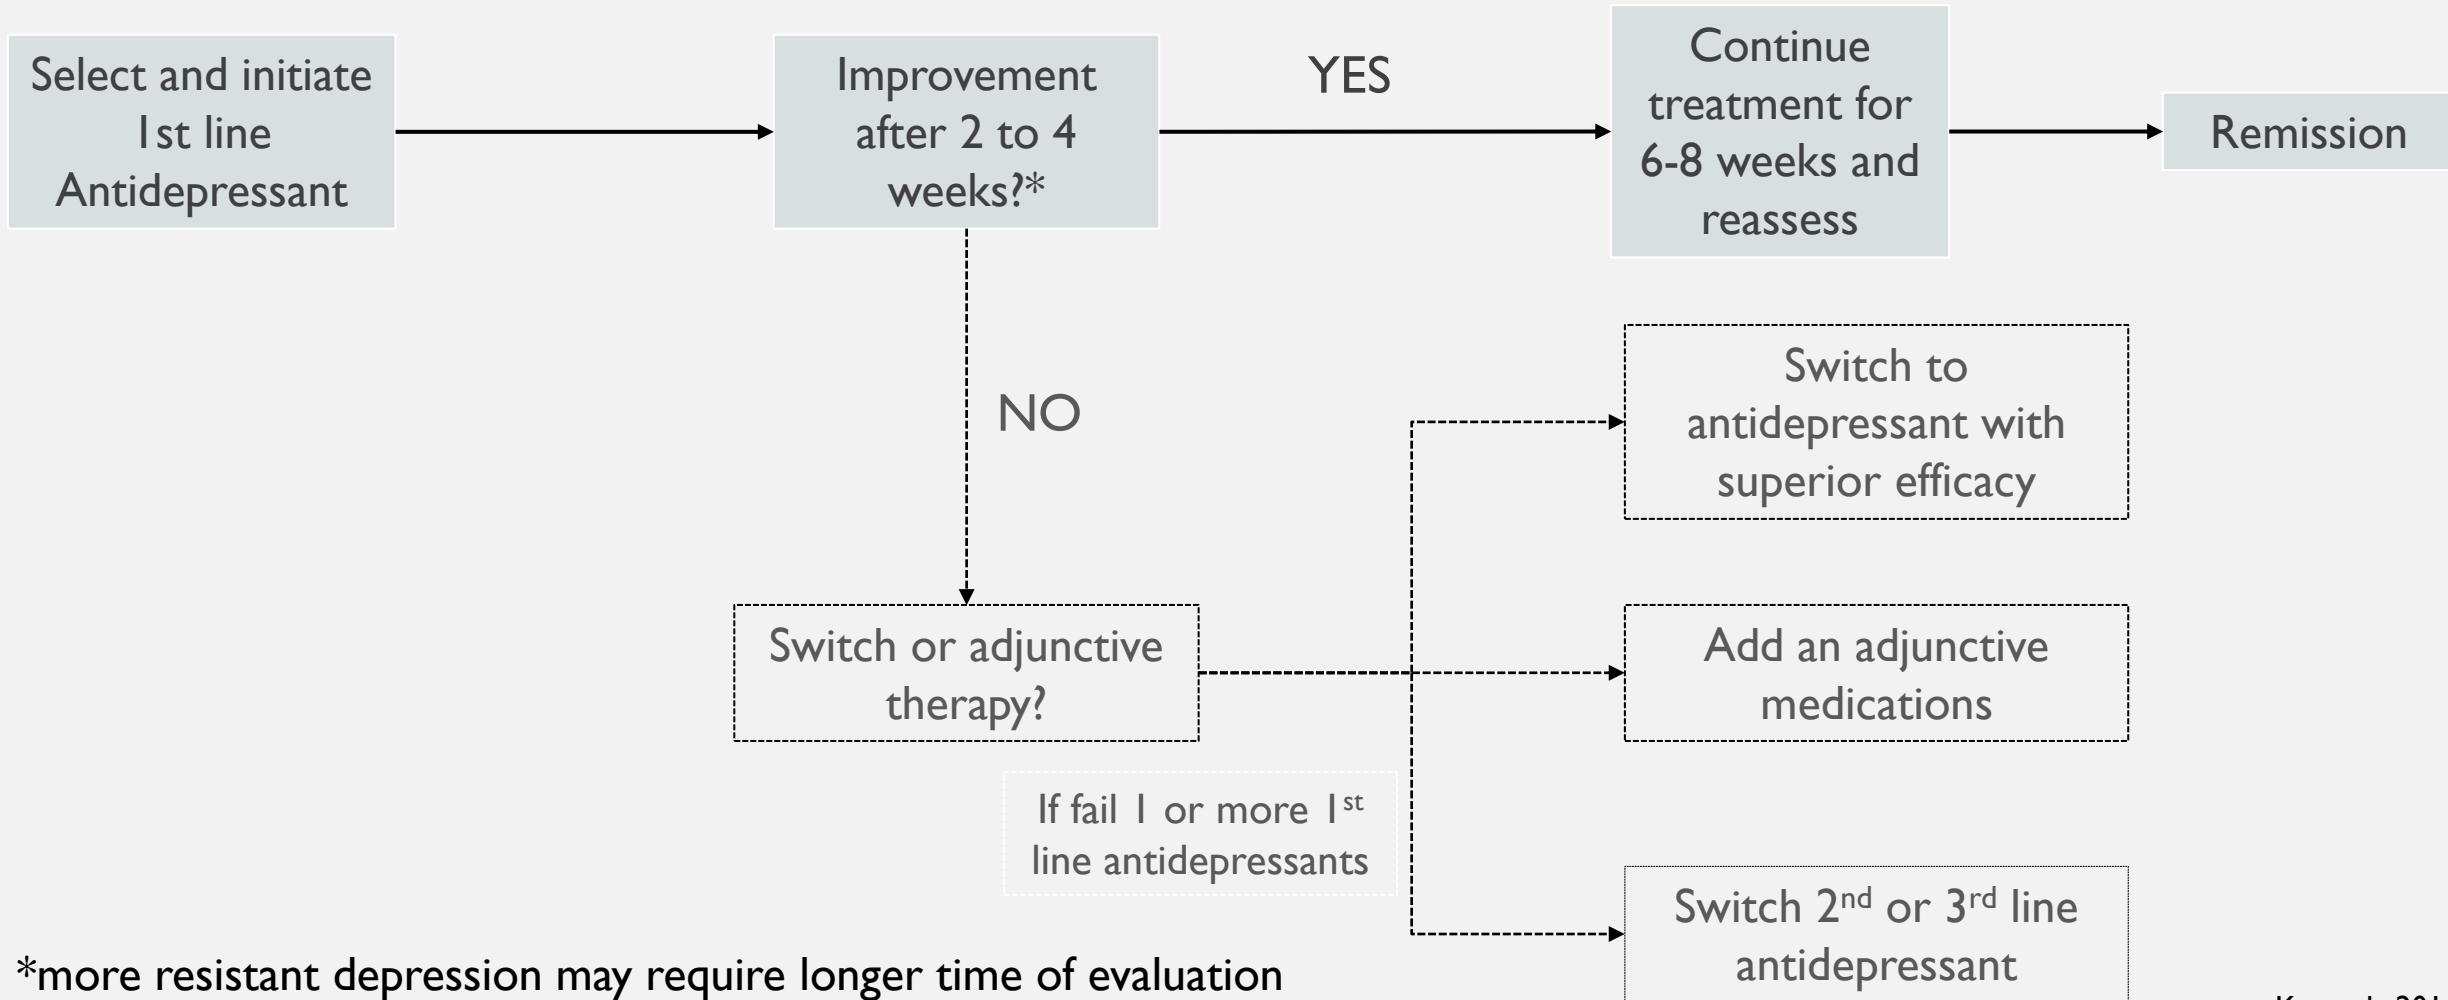 Select and initiate
1st line
Antidepressant
Improvement
after 2 to 4
weeks?*
YES
Continue
treatment for
6-8 weeks and
reassess
Remission
NO
Switch to
antidepressant with
superior efficacy
Switch or adjunctive
therapy?
Add an adjunctive
medications
If fail 1 or more 1st
line antidepressants
Switch 2nd or 3rd line
antidepressant
*more resistant depression may require longer time of evaluation